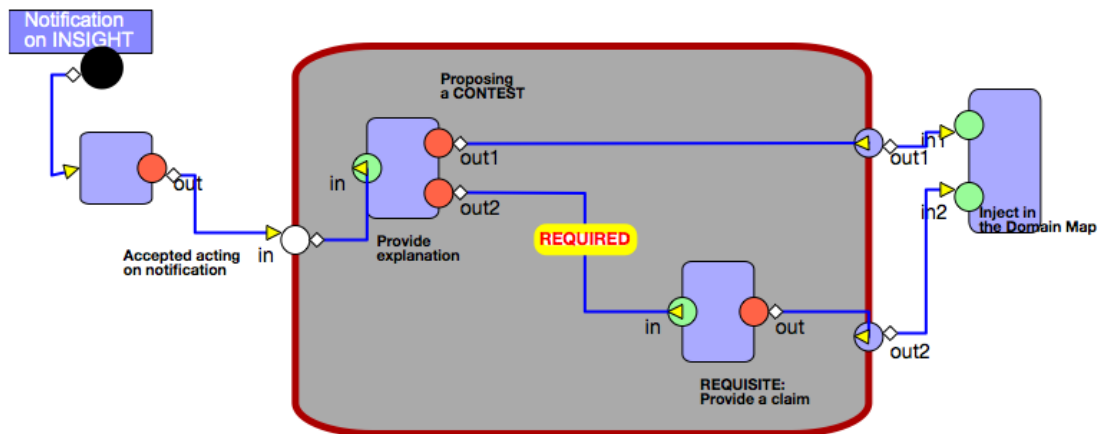 Notification
on INSIGHT
out
Accepted acting
on notification
in
Proposing
a CONTEST
in
out1
out2
Provide
explanation
REQUIRED
in
out
REQUISITE:
Provide a claim
out1
out2
in1
in2
Inject in
the Domain Map